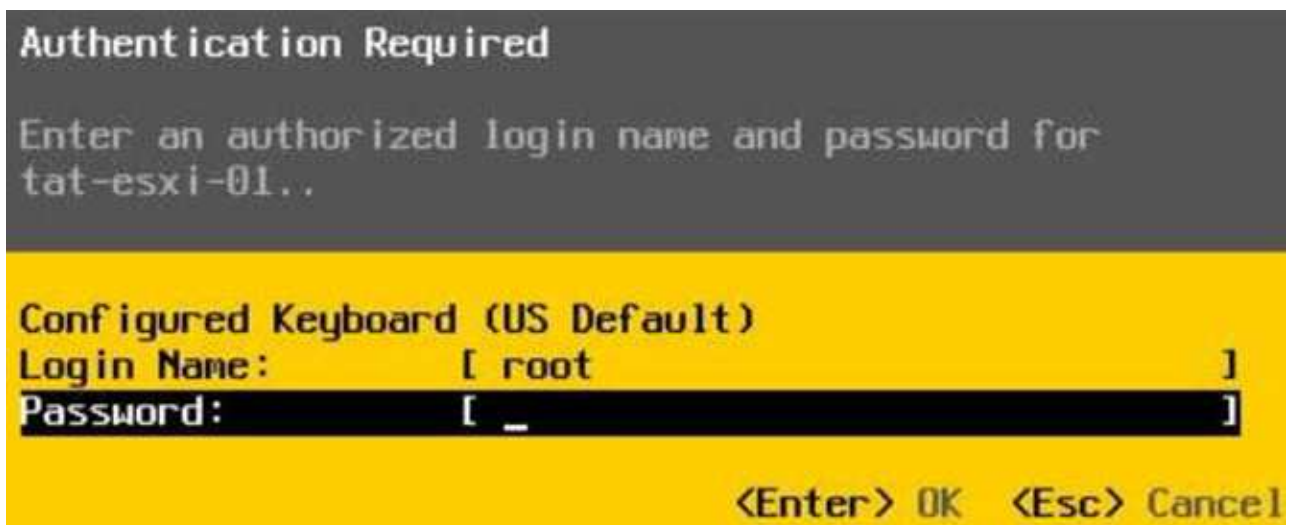 Authentication Required
Enter an authorized login name and password for
tat-esxi-01..
Configured Keyboard (US Default)
Login Name: [ root ]
Password: [ _ ]
<Enter> OK <Esc> Cancel